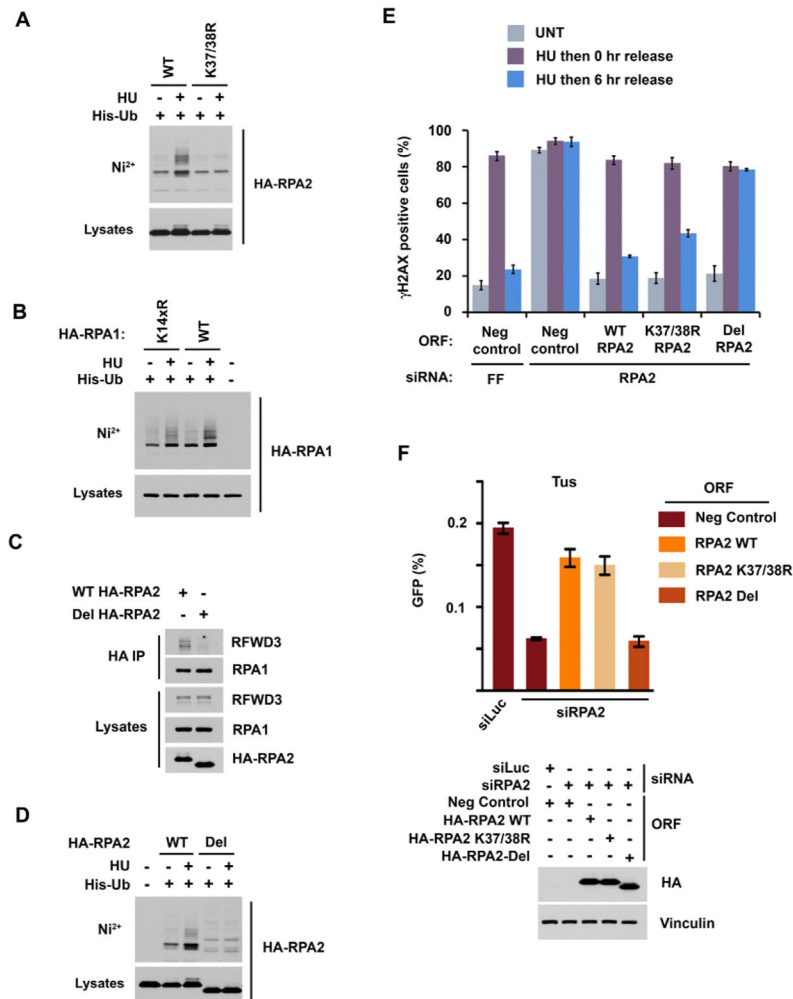 A
WT
K37/38R
HU - + - +
His-Ub + + + +
Ni²⁺
HA-RPA2
Lysates
B
HA-RPA1:
K14xR
WT
HU - + - + -
His-Ub + + + + -
Ni²⁺
HA-RPA1
Lysates
C
WT HA-RPA2 + -
Del HA-RPA2 - +
HA IP
RFWD3
RPA1
Lysates
RFWD3
RPA1
HA-RPA2
D
HA-RPA2
WT
Del
HU - - + - +
His-Ub - + + + +
Ni²⁺
HA-RPA2
Lysates
E
UNT
HU then 0 hr release
HU then 6 hr release
γH2AX positive cells (%)
100
80
60
40
20
0
ORF: Neg control Neg control WT RPA2 K37/38R RPA2 Del RPA2
siRNA: FF RPA2
F
Tus
ORF
Neg Control
RPA2 WT
RPA2 K37/38R
RPA2 Del
GFP (%)
0.2
0.1
siLuc
siRPA2
siLuc + - - - -
siRPA2 - + + + +
siRNA
Neg Control + + - - -
HA-RPA2 WT - - + - -
HA-RPA2 K37/38R - - - + -
HA-RPA2-Del - - - - +
ORF
HA
Vinculin